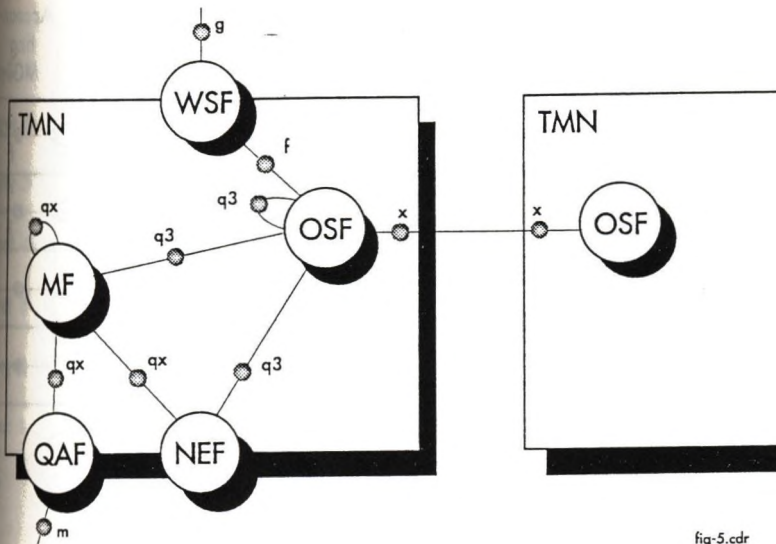 g
WSF
TMN
TMN
f
q3
x
x
OSF
OSF
qx
q3
MF
qx
qx
q3
QAF
NEF
m
fig-5.cdr